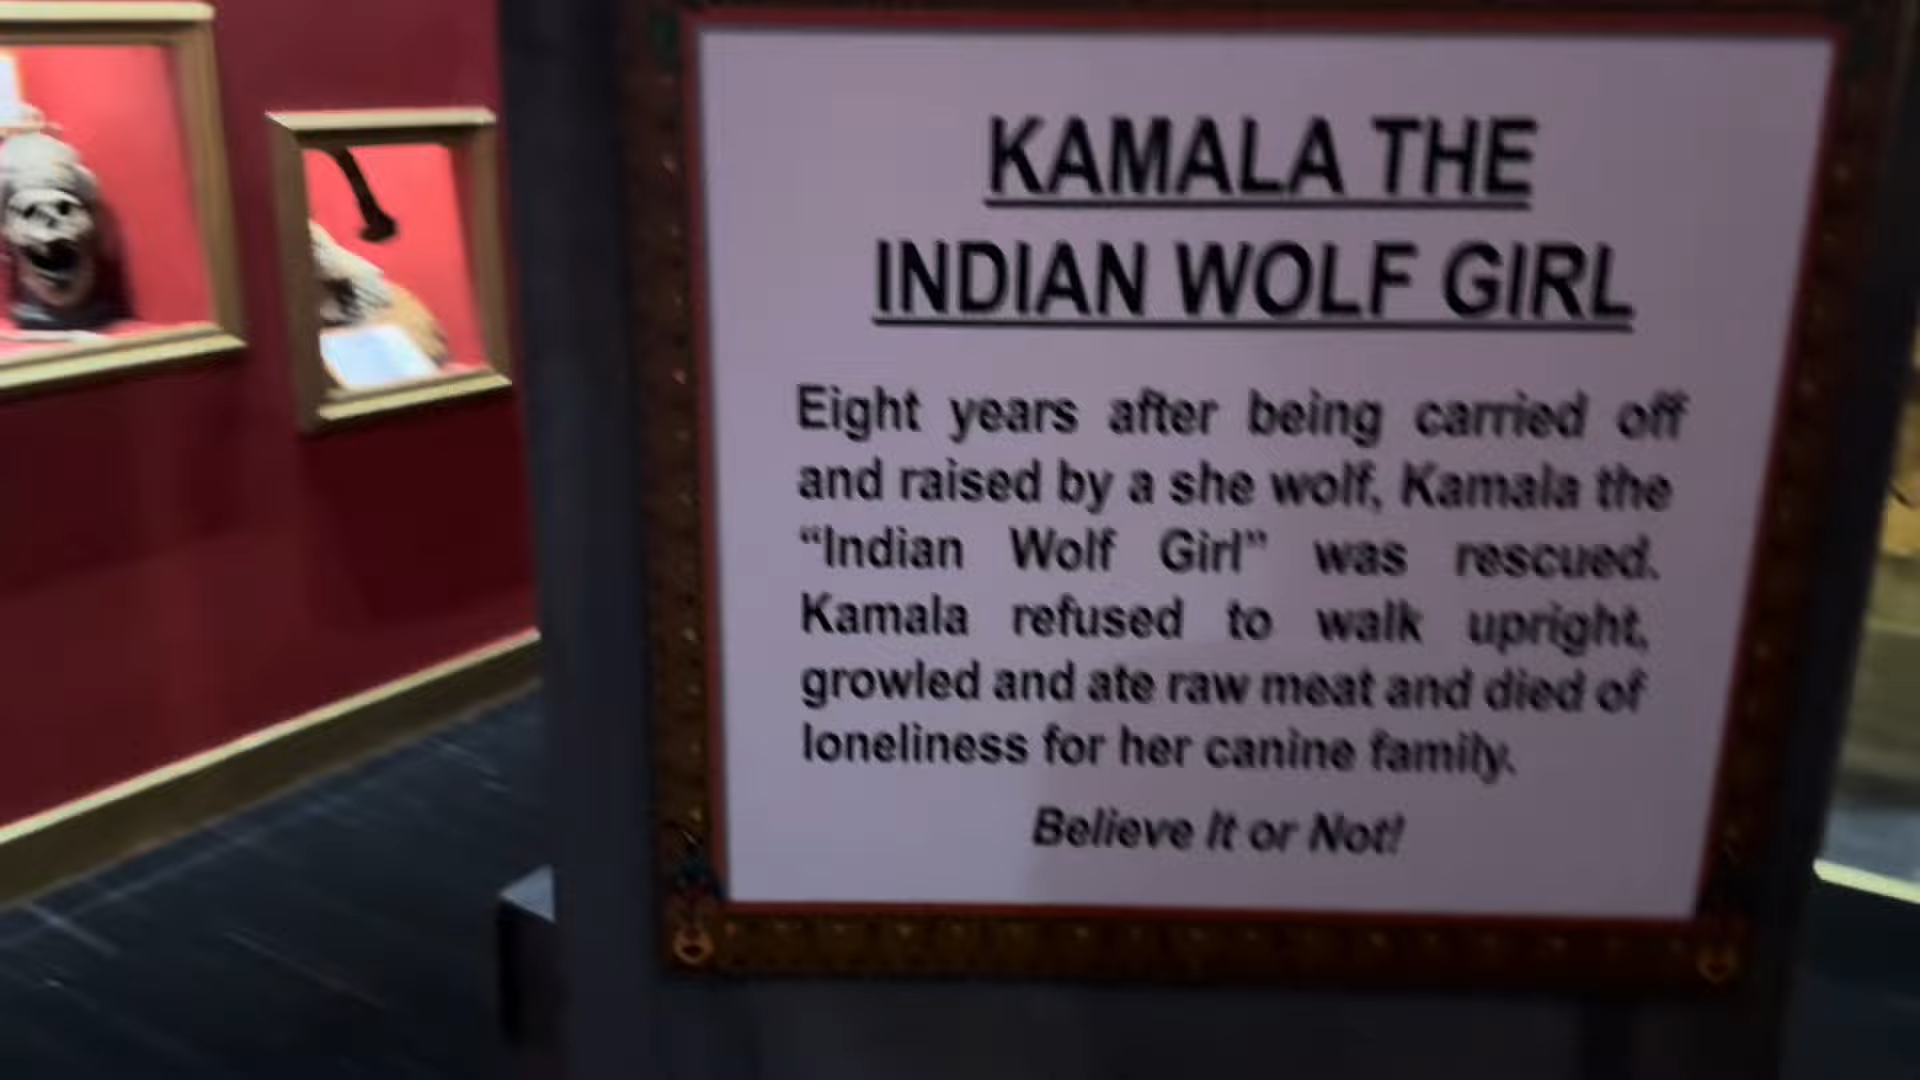 KAMALA THE
INDIAN WOLF GIRL
Eight years after being carried off
and raised by a she wolf, Kamala the
“Indian Wolf Girl” was rescued.
Kamala refused to walk upright,
growled and ate raw meat and died of
loneliness for her canine family.
Believe It or Not!